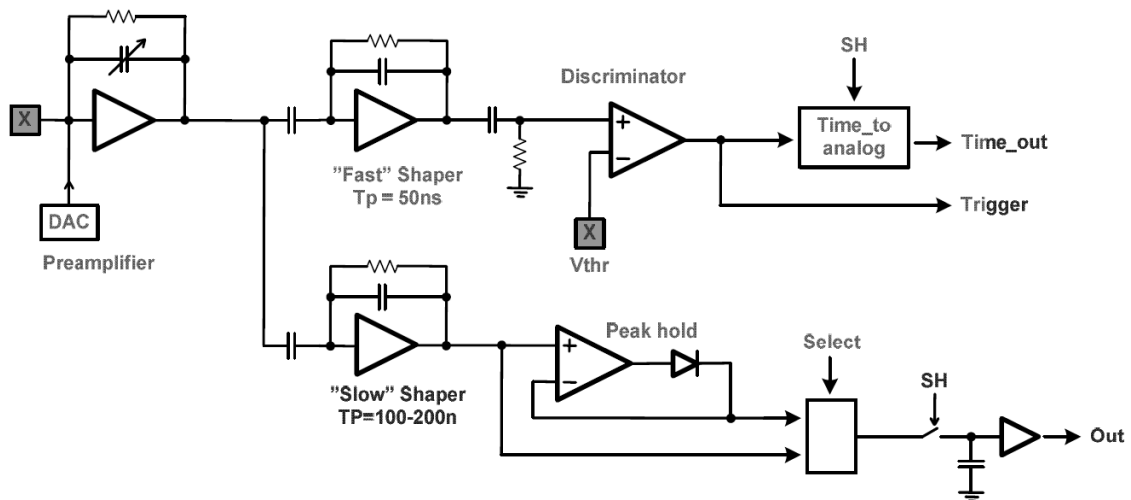 SH
Discriminator
X
+
−
Time_to
analog
Time_out
"Fast" Shaper
Tp = 50ns
DAC
X
Trigger
Preamplifier
Vthr
Peak hold
Select
+
−
SH
"Slow" Shaper
TP=100-200n
Out